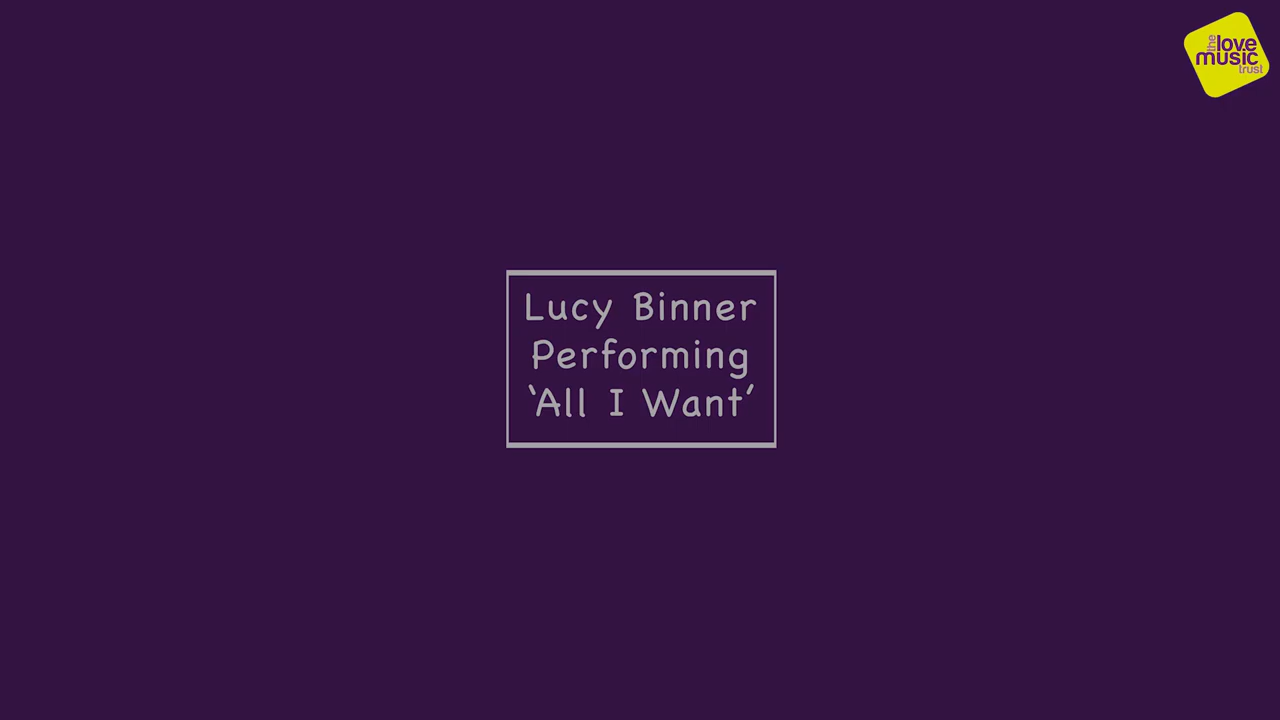 the love
music
trust
Lucy Binner
Performing
‘All I Want’